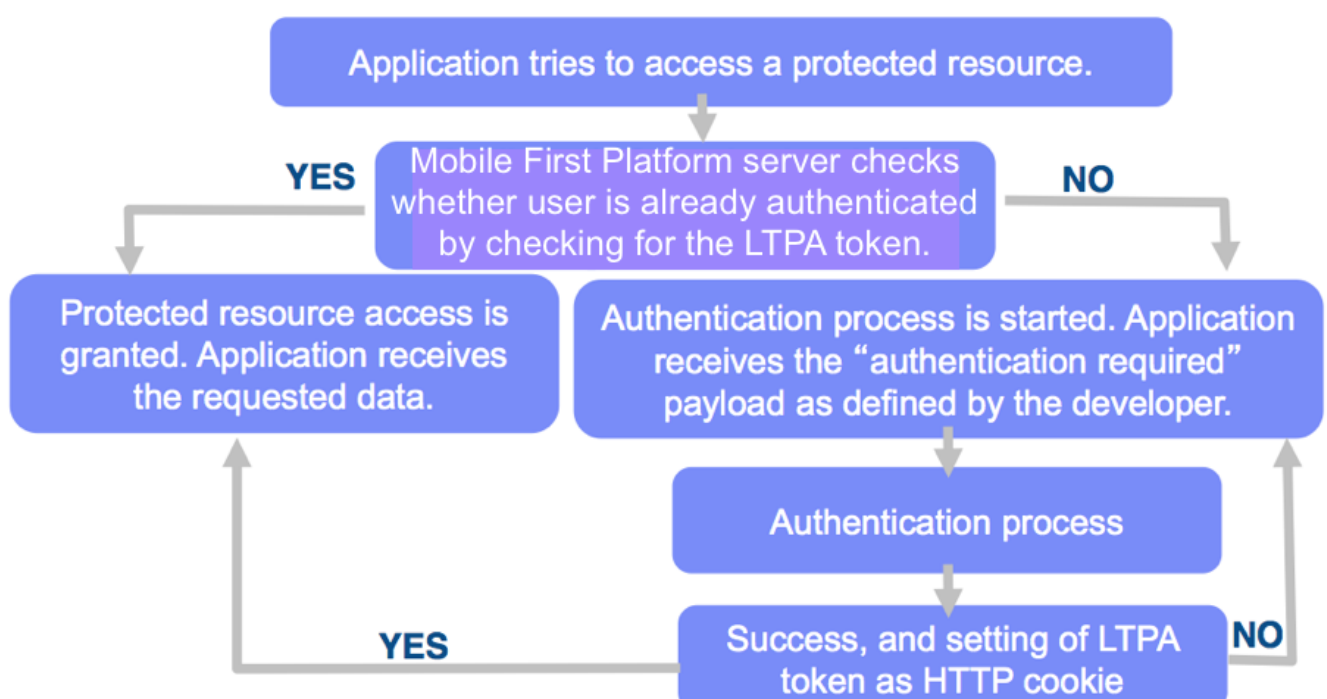 Application tries to access a protected resource.
YES
Mobile First Platform server checks
whether user is already authenticated
by checking for the LTPA token.
NO
Protected resource access is
granted. Application receives
the requested data.
Authentication process is started. Application
receives the “authentication required”
payload as defined by the developer.
Authentication process
YES
Success, and setting of LTPA
token as HTTP cookie
NO